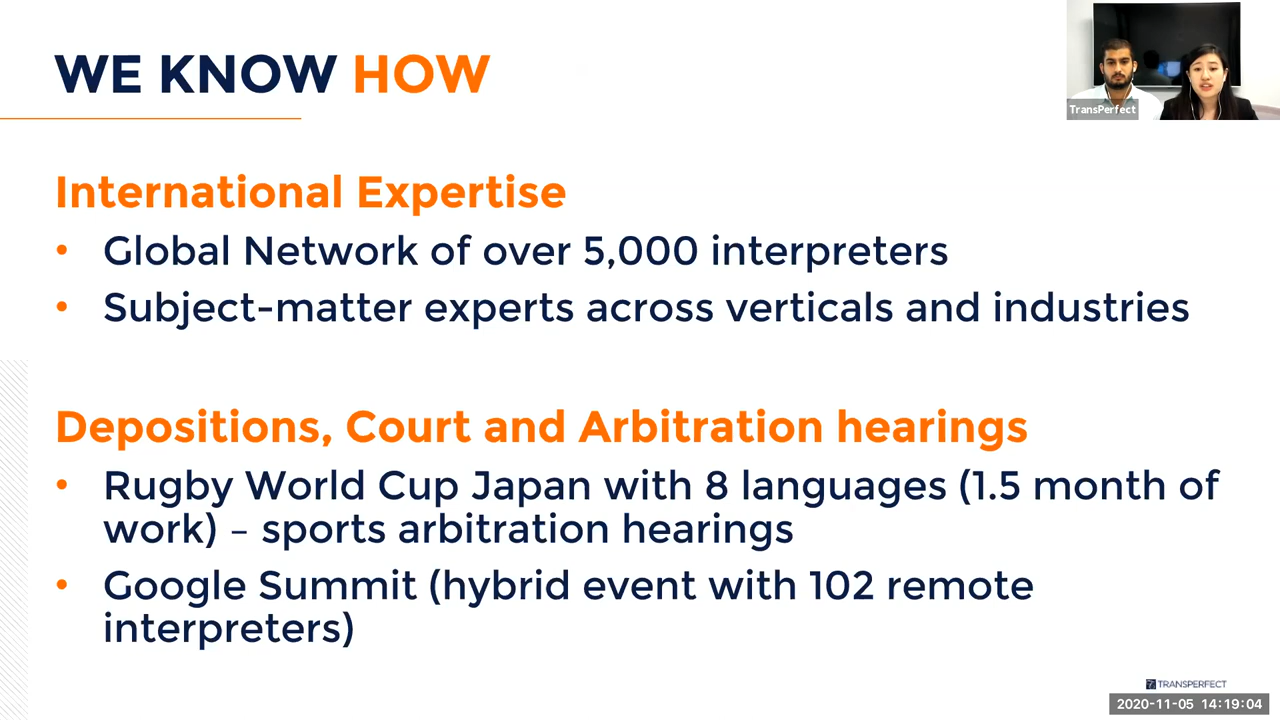 WE KNOW HOW
TransPerfect
International Expertise
• Global Network of over 5,000 interpreters
• Subject-matter experts across verticals and industries
Depositions, Court and Arbitration hearings
• Rugby World Cup Japan with 8 languages (1.5 month of
work) – sports arbitration hearings
• Google Summit (hybrid event with 102 remote
interpreters)
TRANSPERFECT
2020-11-05 14:19:04